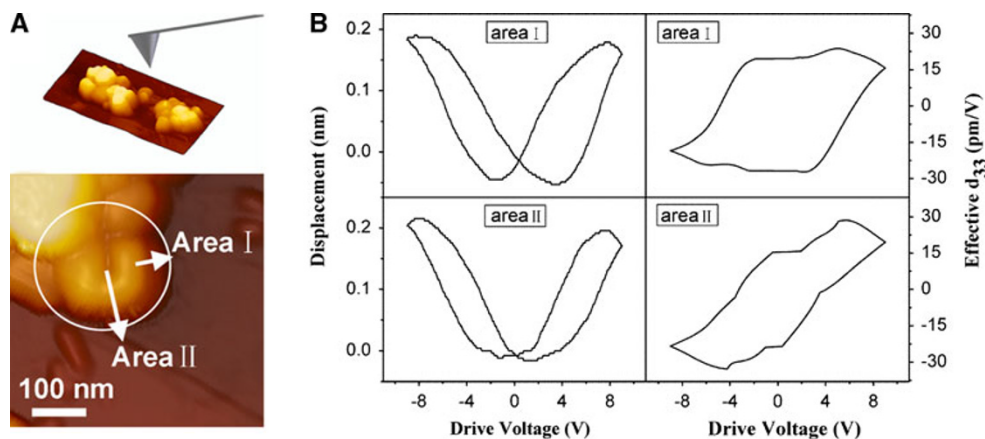 A
Area Ⅰ
Area Ⅱ
100 nm
B
area Ⅰ
area Ⅰ
area Ⅱ
area Ⅱ
Displacement (nm)
0.2
0.1
0.0
0.2
0.1
0.0
-8 -4 0 4 8
Drive Voltage (V)
-8 -4 0 4 8
Drive Voltage (V)
30
15
0
-15
-30
30
15
0
-15
-30
Effective d33 (pm/V)